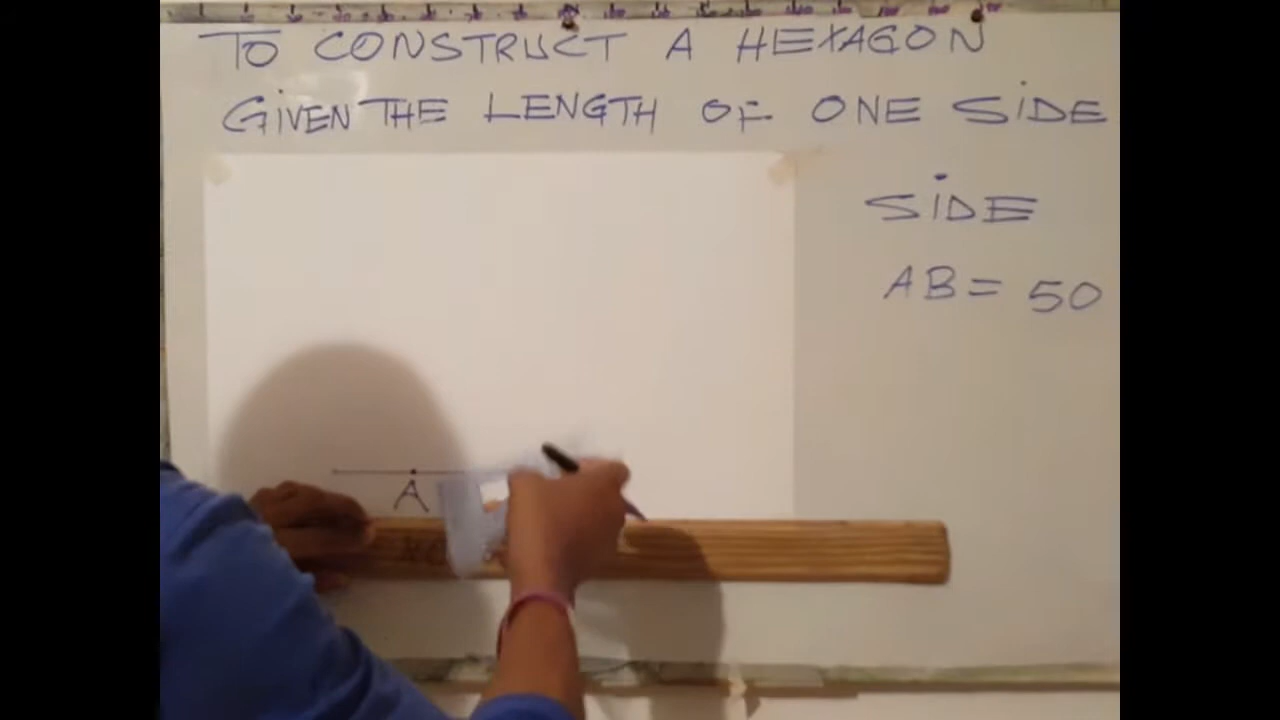 TO CONSTRUCT A HEXAGON
GIVEN THE LENGTH OF ONE SIDE
SIDE
AB = 50
A